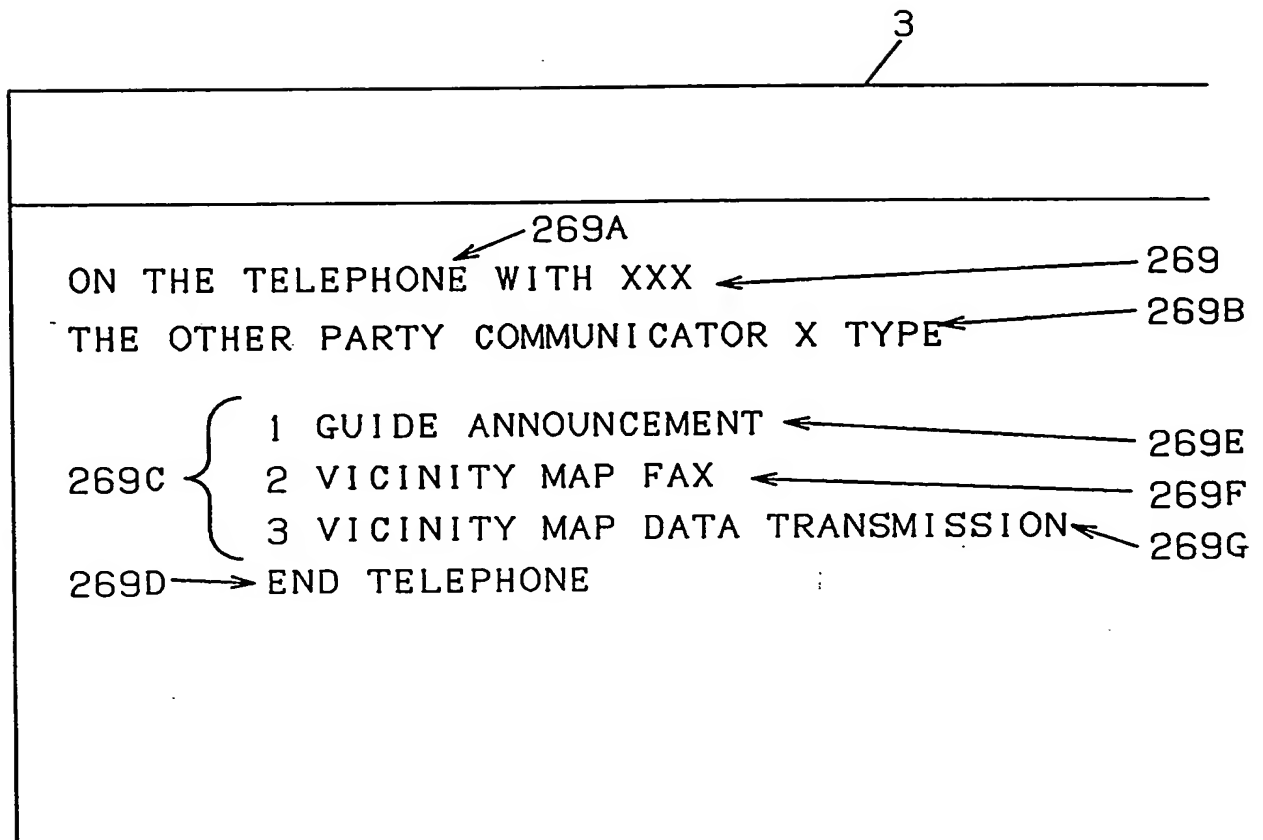 3
269A
ON THE TELEPHONE WITH XXX 269
THE OTHER PARTY COMMUNICATOR X TYPE 269B
1 GUIDE ANNOUNCEMENT 269E
269C 2 VICINITY MAP FAX 269F
3 VICINITY MAP DATA TRANSMISSION 269G
269D END TELEPHONE